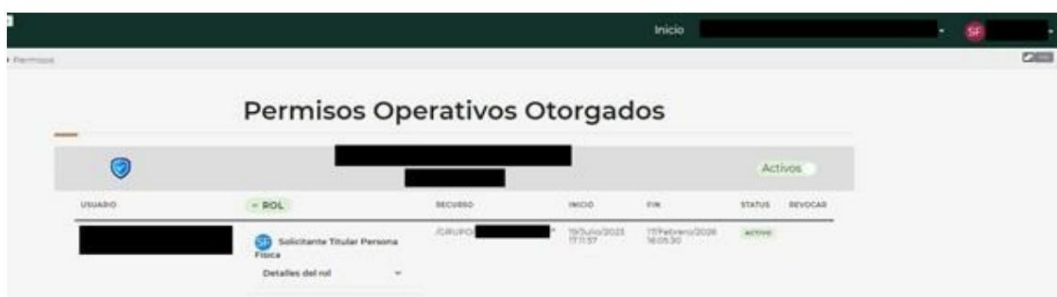 Inicio
SF
Permisos
Permisos Operativos Otorgados
Activos
USUARIO
ROL
RECURSO
INICIO
FIN
STATUS
REVOCAR
SF Solicitante Titular Persona
Física
/GRUPO/
19/Julio/2023
17:11:57
17/Febrero/2026
16:05:30
ACTIVO
Detalles del rol